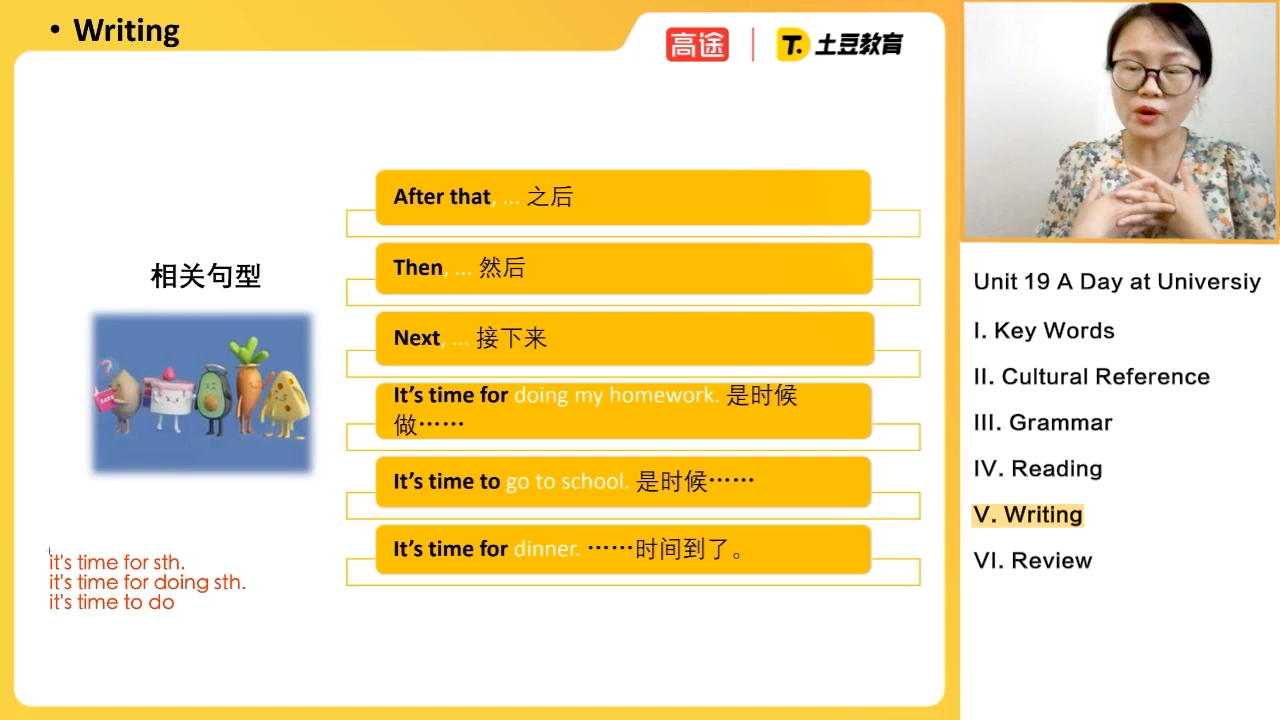 • Writing
高途 | T. 土豆教育
After that, ... 之后
Then, ... 然后
Next, ... 接下来
It's time for doing my homework. 是时候
做……
It's time to go to school. 是时候……
It's time for dinner. ……时间到了。
相关句型
it's time for sth.
it's time for doing sth.
it's time to do
Unit 19 A Day at Universiy
I. Key Words
II. Cultural Reference
III. Grammar
IV. Reading
V. Writing
VI. Review